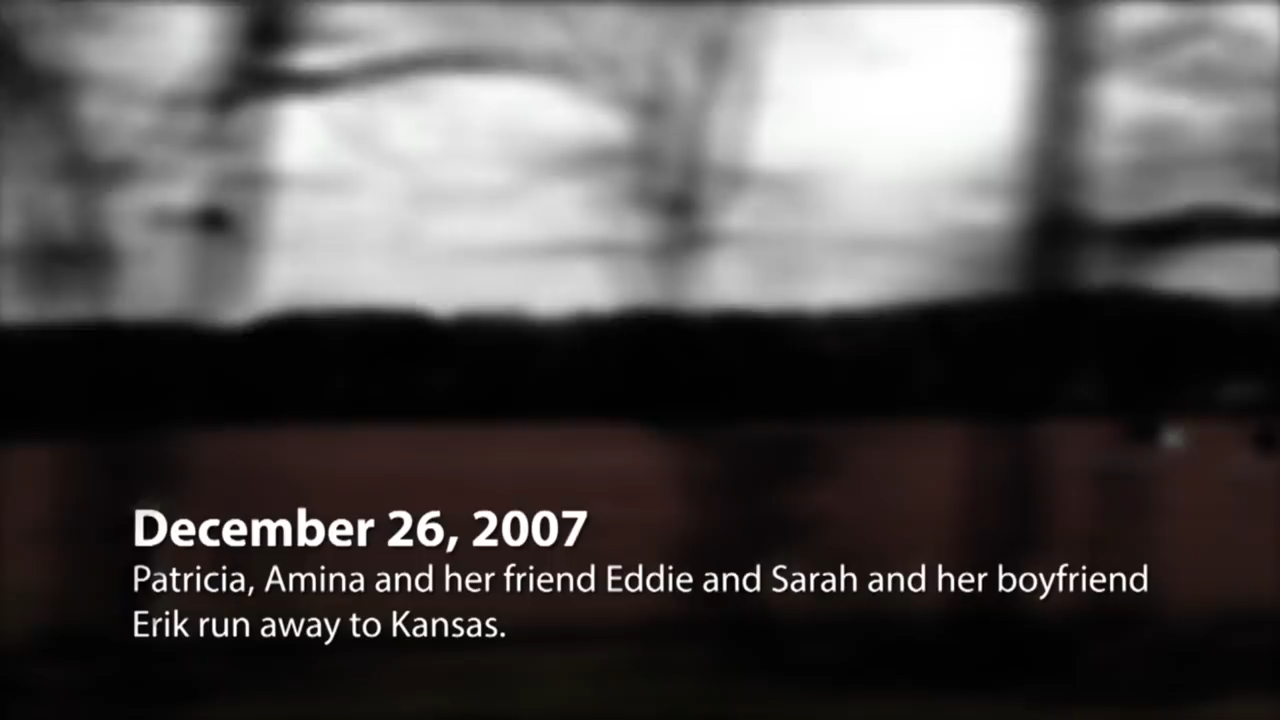 December 26, 2007
Patricia, Amina and her friend Eddie and Sarah and her boyfriend
Erik run away to Kansas.